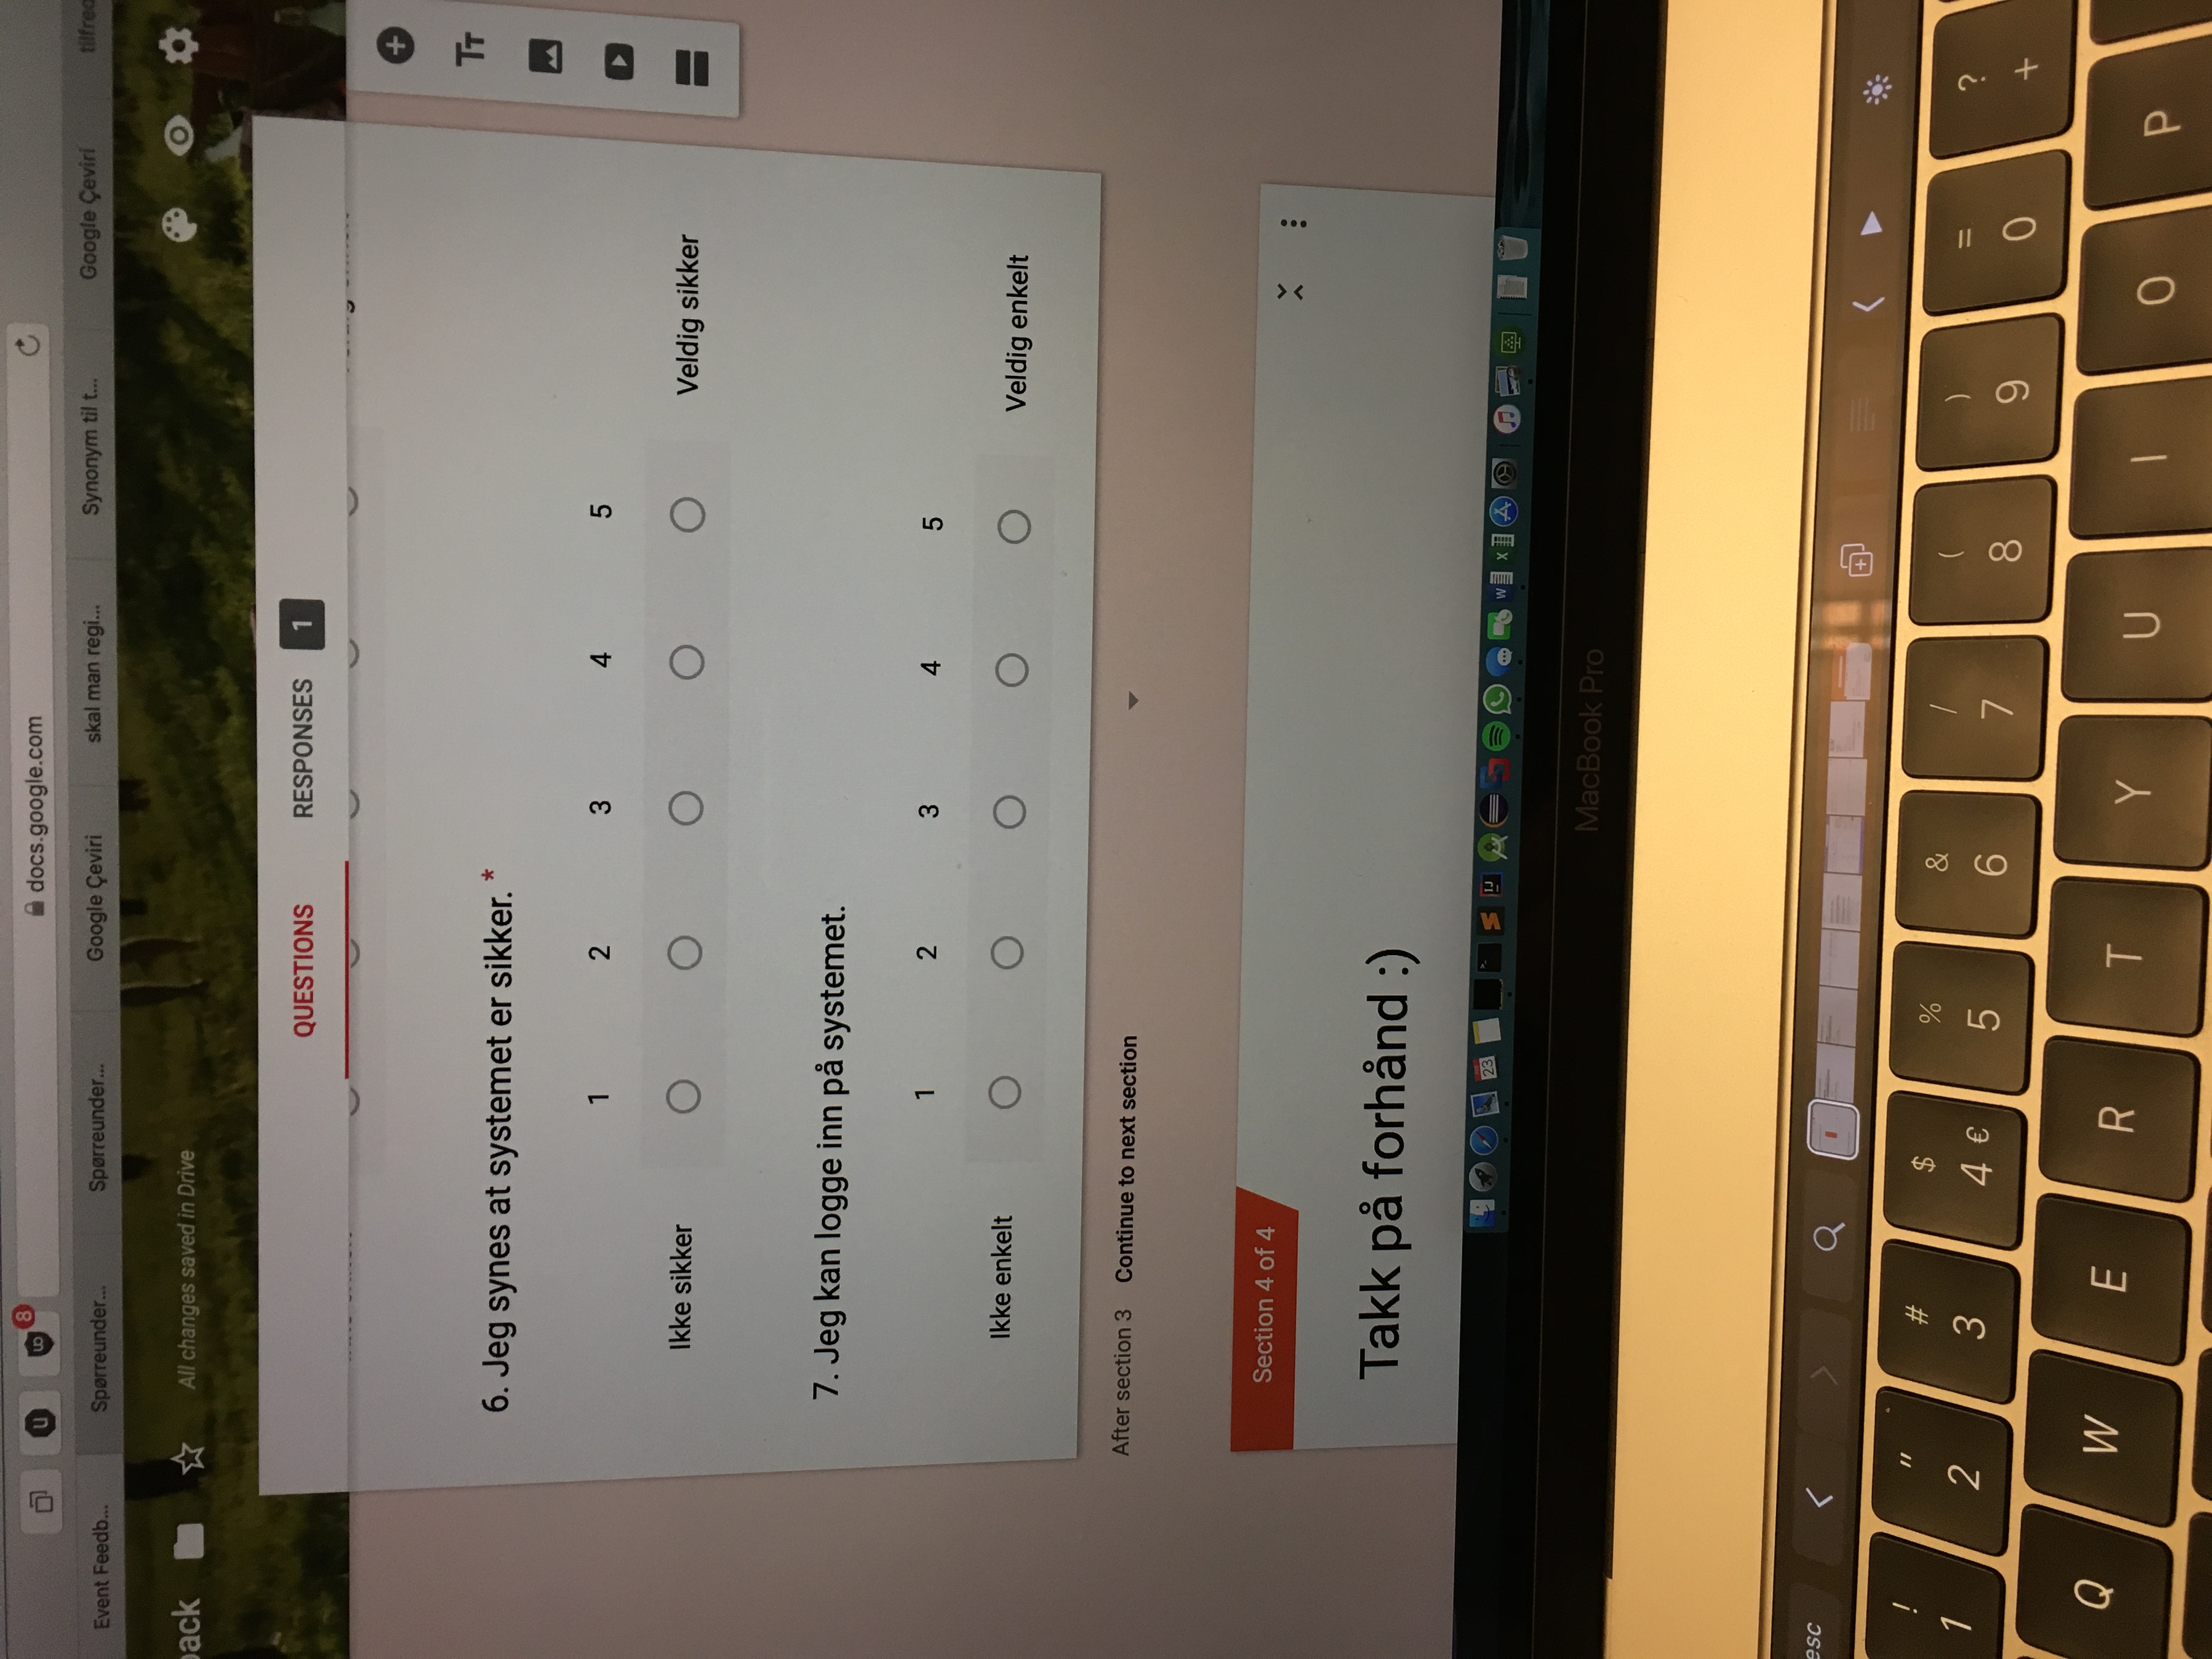 8
docs.google.com
Event Feedb...
Spørreunder...
Spørreunder...
Google Çeviri
skal man regi...
Synonym til t...
Google Çeviri
tilfred
back
All changes saved in Drive
QUESTIONS
RESPONSES 1
6. Jeg synes at systemet er sikker. *
1 2 3 4 5
Ikke sikker
Veldig sikker
7. Jeg kan logge inn på systemet.
1 2 3 4 5
Ikke enkelt
Veldig enkelt
After section 3 Continue to next section
Section 4 of 4
Takk på forhånd :)
23
MacBook Pro
esc
! " # $ % & / ( ) = ?
1 2 3 4 € 5 6 7 8 9 0 +
Q W E R T Y U I O P